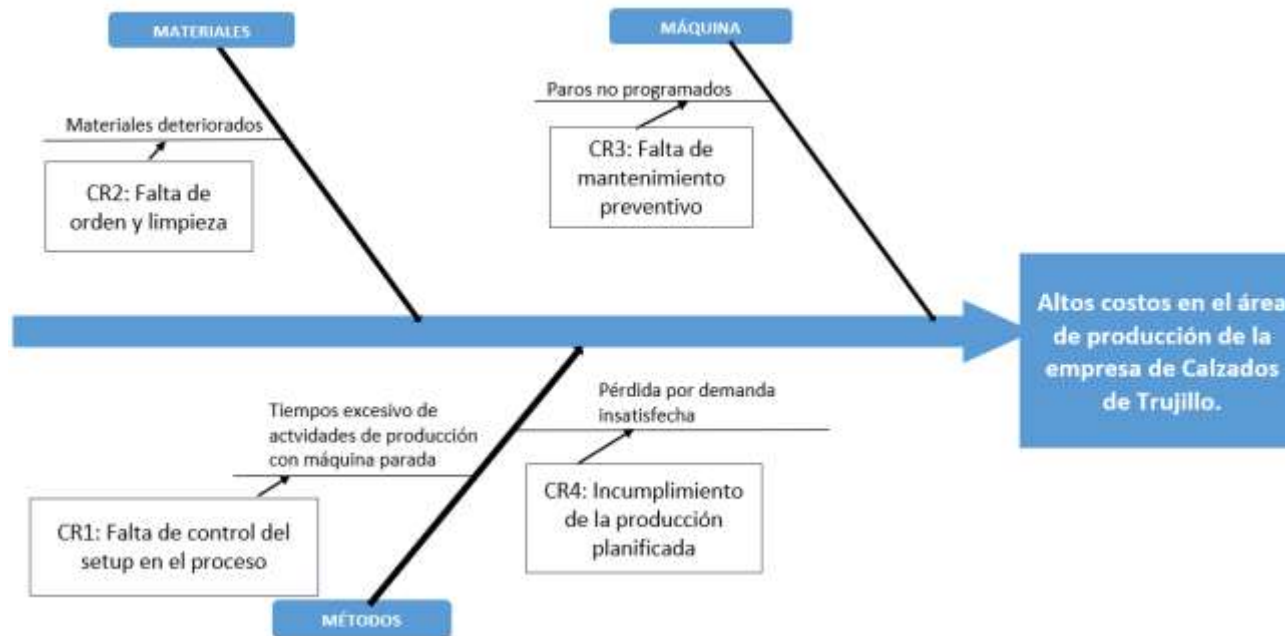 MATERIALES
MÁQUINA
Paros no programados
Materiales deteriorados
CR3: Falta de
mantenimiento
preventivo
CR2: Falta de
orden y limpieza
Altos costos en el área
de producción de la
empresa de Calzados
de Trujillo.
Tiempos excesivo de
actvidades de producción
con máquina parada
Pérdida por demanda
insatisfecha
CR1: Falta de control del
setup en el proceso
CR4: Incumplimiento
de la producción
planificada
MÉTODOS